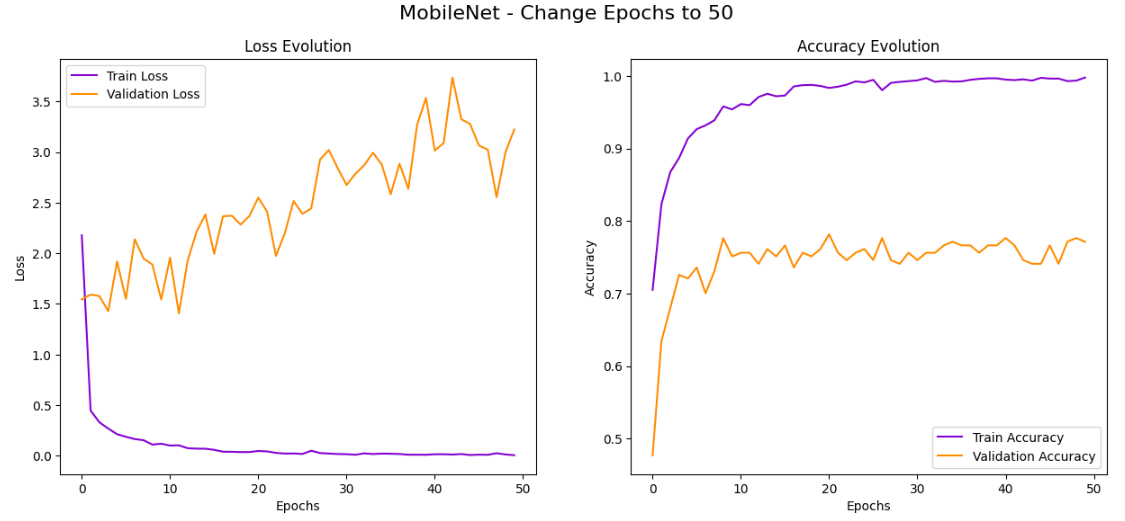 MobileNet - Change Epochs to 50
Loss Evolution
Train Loss
Validation Loss
Loss
3.5
3.0
2.5
2.0
1.5
1.0
0.5
0.0
0
10
20
30
40
50
Epochs
Accuracy Evolution
Accuracy
1.0
0.9
0.8
0.7
0.6
0.5
Train Accuracy
Validation Accuracy
0
10
20
30
40
50
Epochs